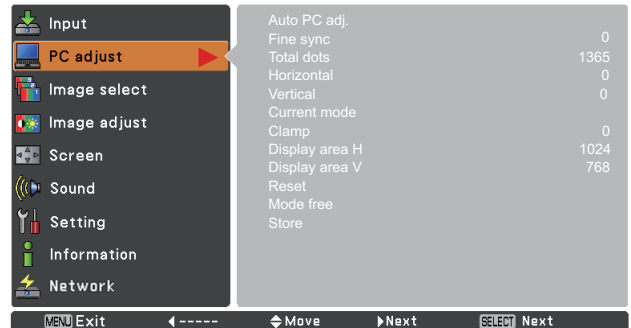 Input
PC adjust
Image select
Image adjust
Screen
Sound
Setting
Information
Network
Auto PC adj.
Fine sync 0
Total dots 1365
Horizontal 0
Vertical 0
Current mode
Clamp 0
Display area H 1024
Display area V 768
Reset
Mode free
Store
MENU Exit ◀ ----- Move ▶Next SELECT Next